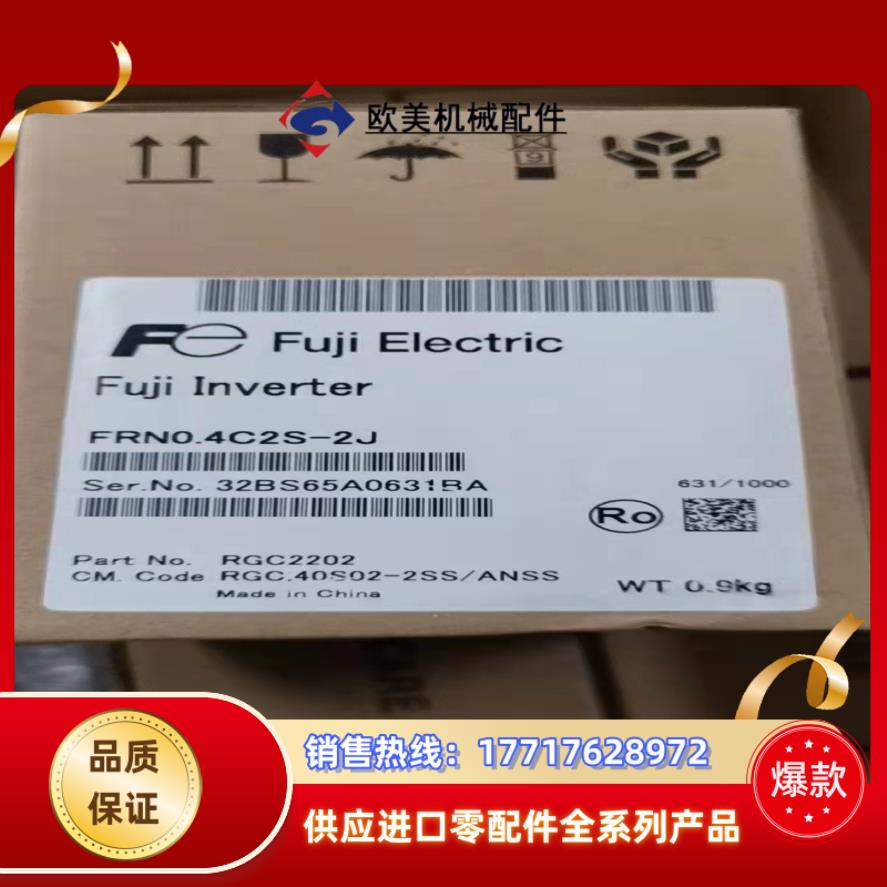 欧美机械配件
Fe Fuji Electric
Fuji Inverter
FRN0.4C2S-2J
Ser.No. 32BS65A0631BA
631/1000
Ro
Part No. RGC2202
CM. Code RGC.40S02-2SS/ANSS
Made in China
WT 0.9kg
品质
保证
销售热线：17717628972
供应进口零配件全系列产品
爆款